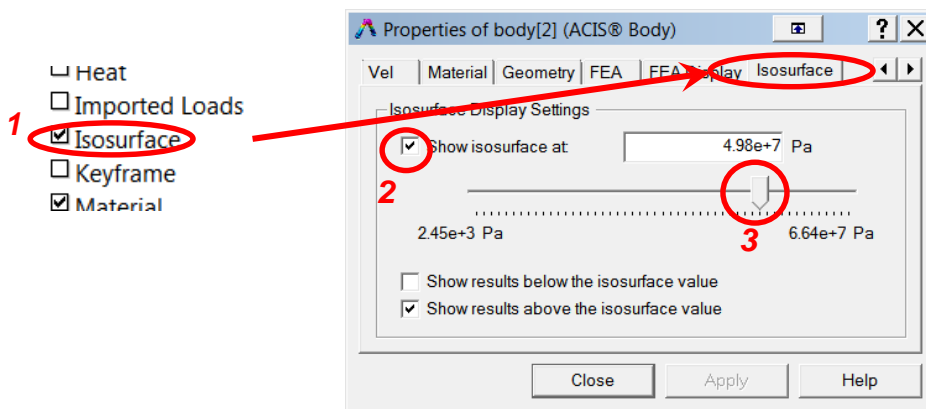 Properties of body[2] (ACIS® Body)
?
Heat
Imported Loads
1
Isosurface
Keyframe
Material
Vel Material Geometry FEA FEA Display Isosurface
Isosurface Display Settings
Show isosurface at: 4.98e+7 Pa
2
3
2.45e+3 Pa 6.64e+7 Pa
Show results below the isosurface value
Show results above the isosurface value
Close Apply Help